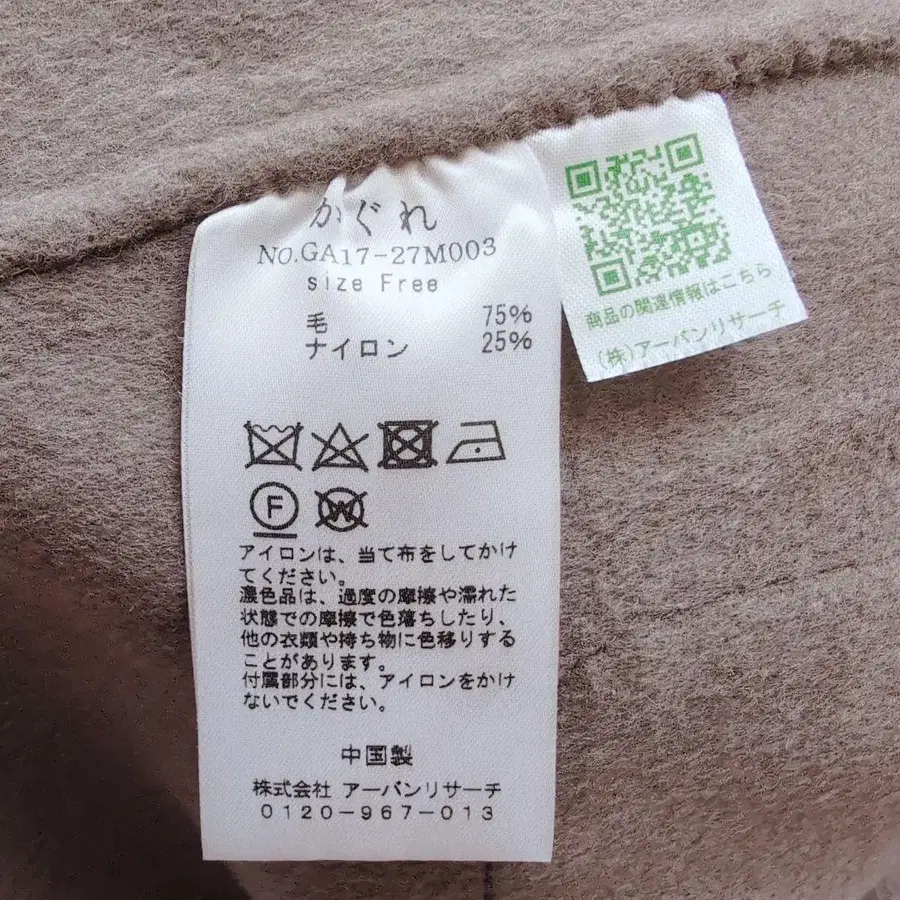 かぐれ
NO.GA17-27M003
size Free
毛 75%
ナイロン 25%
F
W
アイロンは、当て布をしてかけ
てください。
濃色品は、過度の摩擦や濡れた
状態での摩擦で色落ちしたり、
他の衣類や持ち物に色移りする
ことがあります。
付属部分には、アイロンをかけ
ないでください。
中国製
株式会社 アーバンリサーチ
0120-967-013
商品の関連情報はこちら
(株)アーバンリサーチ